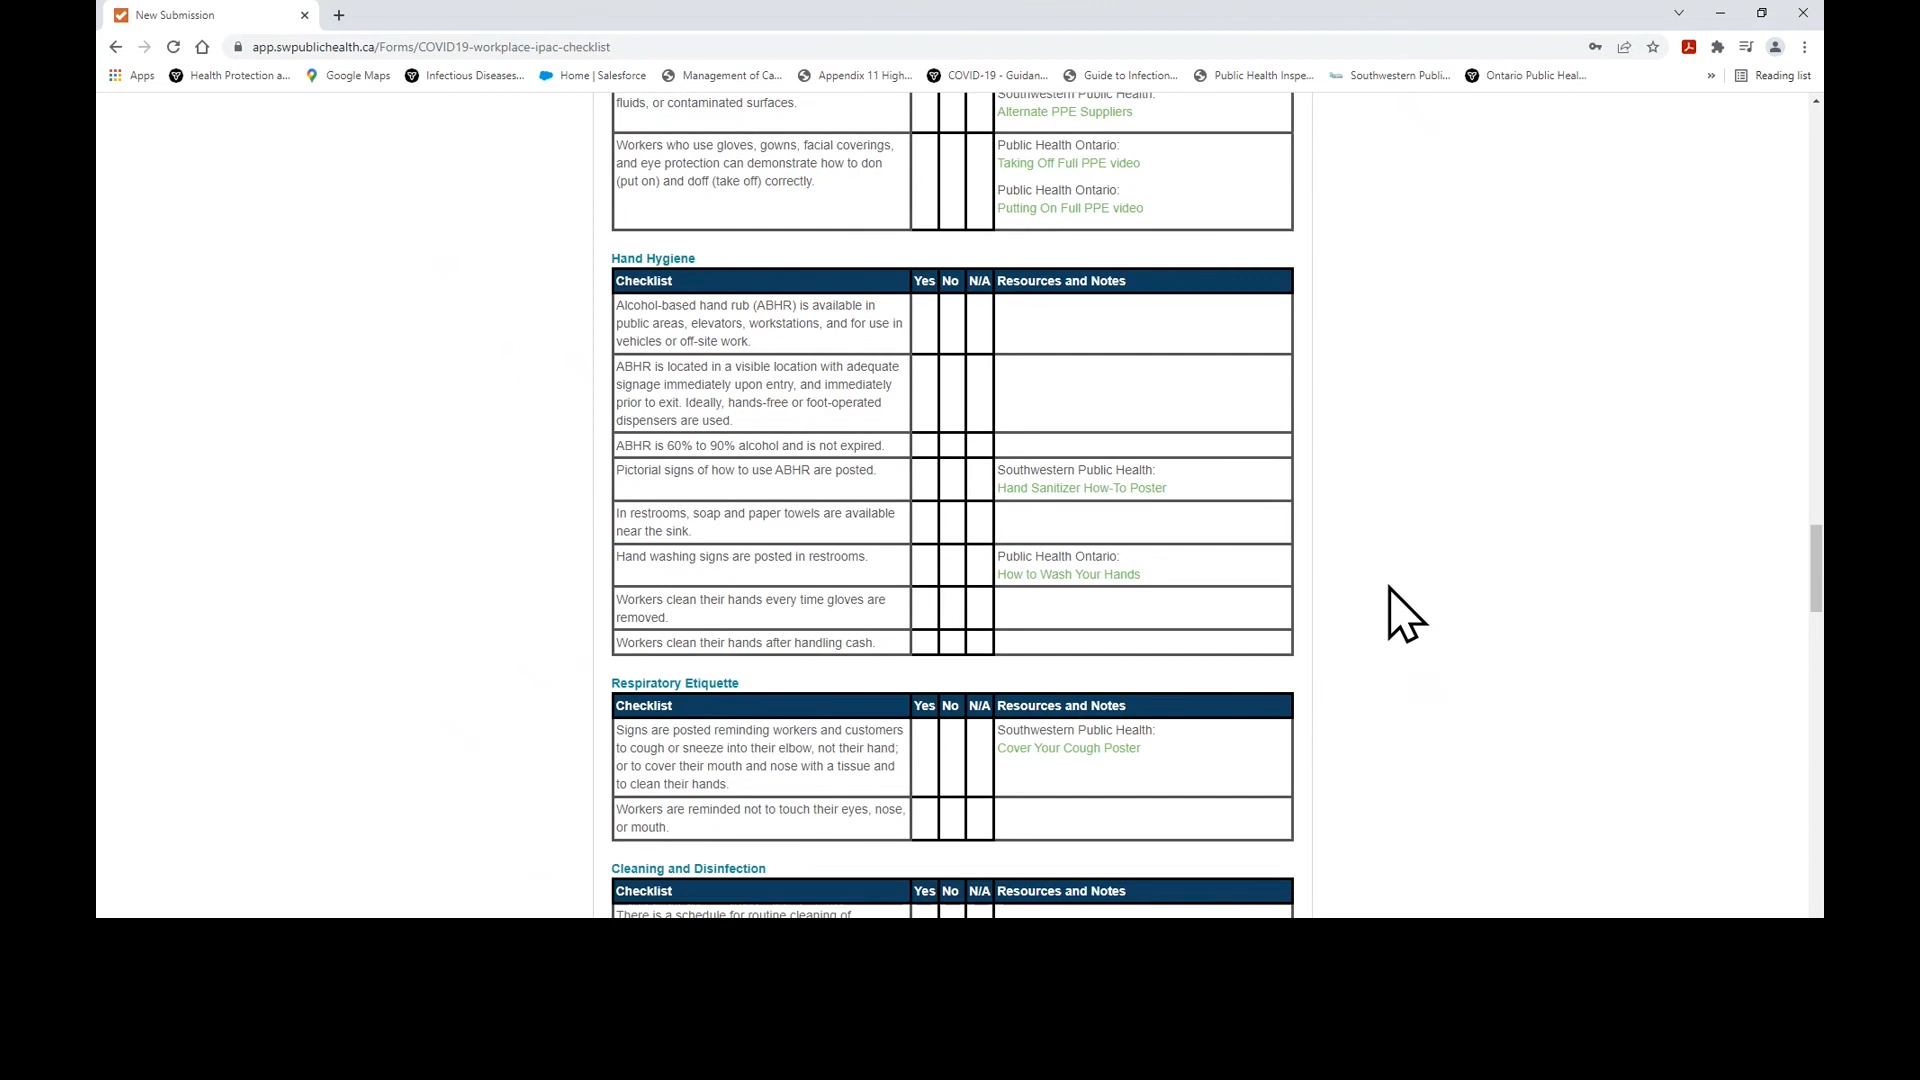 New Submission
app.swpublichealth.ca/Forms/COVID19-workplace-ipac-checklist
Apps Health Protection a... Google Maps Infectious Diseases... Home | Salesforce Management of Ca... Appendix 11 High... COVID-19 - Guidan... Guide to Infection... Public Health Inspe... Southwestern Publi... Ontario Public Heal... » Reading list
fluids, or contaminated surfaces.
Southwestern Public Health:
Alternate PPE Suppliers
Workers who use gloves, gowns, facial coverings,
and eye protection can demonstrate how to don
(put on) and doff (take off) correctly.
Public Health Ontario:
Taking Off Full PPE video
Public Health Ontario:
Putting On Full PPE video
Hand Hygiene
Checklist Yes No N/A Resources and Notes
Alcohol-based hand rub (ABHR) is available in
public areas, elevators, workstations, and for use in
vehicles or off-site work.
ABHR is located in a visible location with adequate
signage immediately upon entry, and immediately
prior to exit. Ideally, hands-free or foot-operated
dispensers are used.
ABHR is 60% to 90% alcohol and is not expired.
Pictorial signs of how to use ABHR are posted.
Southwestern Public Health:
Hand Sanitizer How-To Poster
In restrooms, soap and paper towels are available
near the sink.
Hand washing signs are posted in restrooms.
Public Health Ontario:
How to Wash Your Hands
Workers clean their hands every time gloves are
removed.
Workers clean their hands after handling cash.
Respiratory Etiquette
Checklist Yes No N/A Resources and Notes
Signs are posted reminding workers and customers
to cough or sneeze into their elbow, not their hand;
or to cover their mouth and nose with a tissue and
to clean their hands.
Southwestern Public Health:
Cover Your Cough Poster
Workers are reminded not to touch their eyes, nose,
or mouth.
Cleaning and Disinfection
Checklist Yes No N/A Resources and Notes
There is a schedule for routine cleaning of